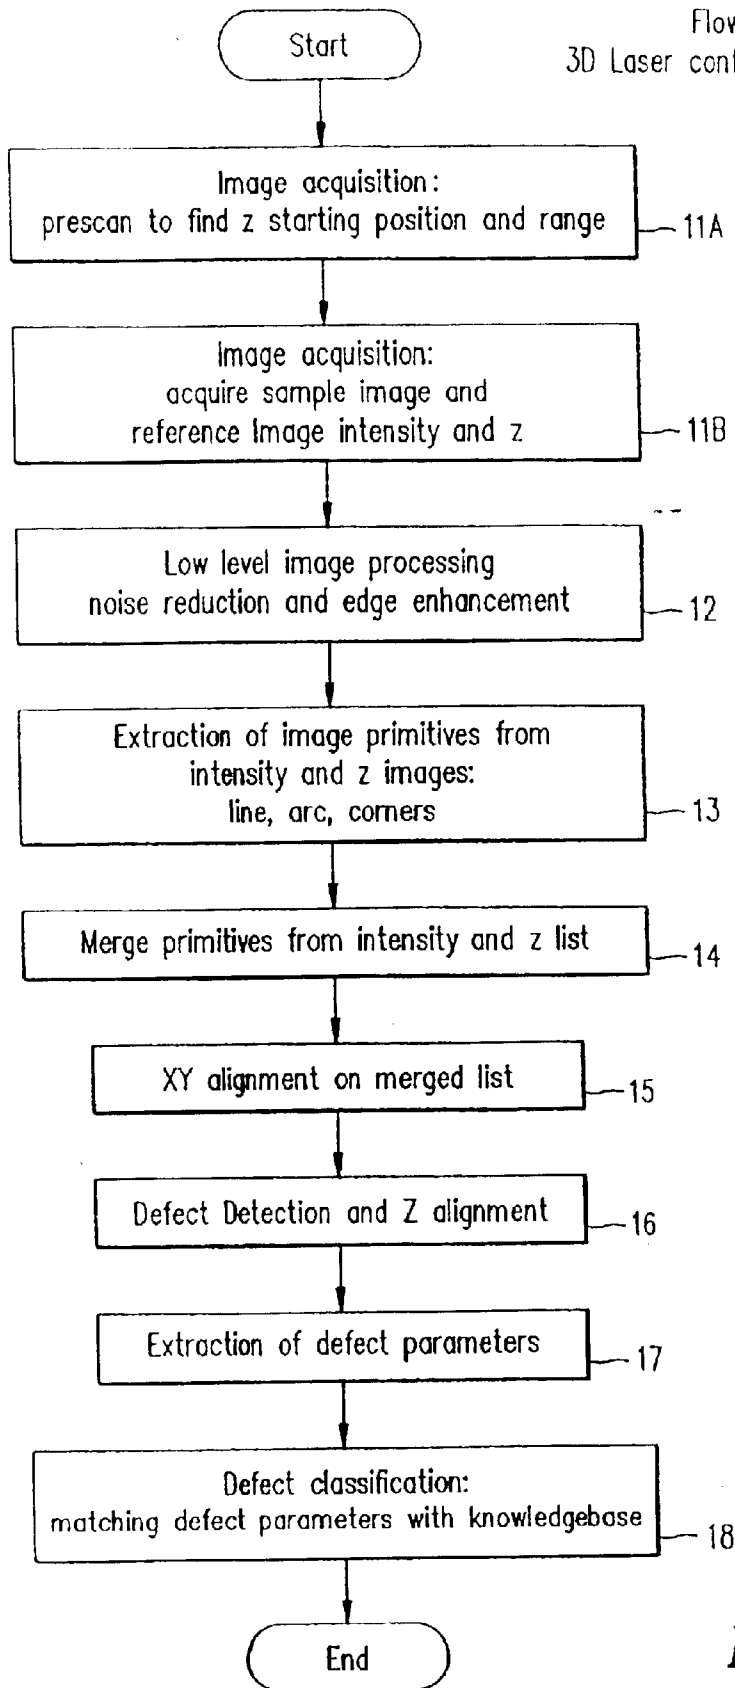 Start
Flow
3D Laser conf
Image acquisition:
prescan to find z starting position and range
11A
Image acquisition:
acquire sample image and
reference Image intensity and z
11B
Low level image processing
noise reduction and edge enhancement
12
Extraction of image primitives from
intensity and z images:
line, arc, corners
13
Merge primitives from intensity and z list
14
XY alignment on merged list
15
Defect Detection and Z alignment
16
Extraction of defect parameters
17
Defect classification:
matching defect parameters with knowledgebase
18
End